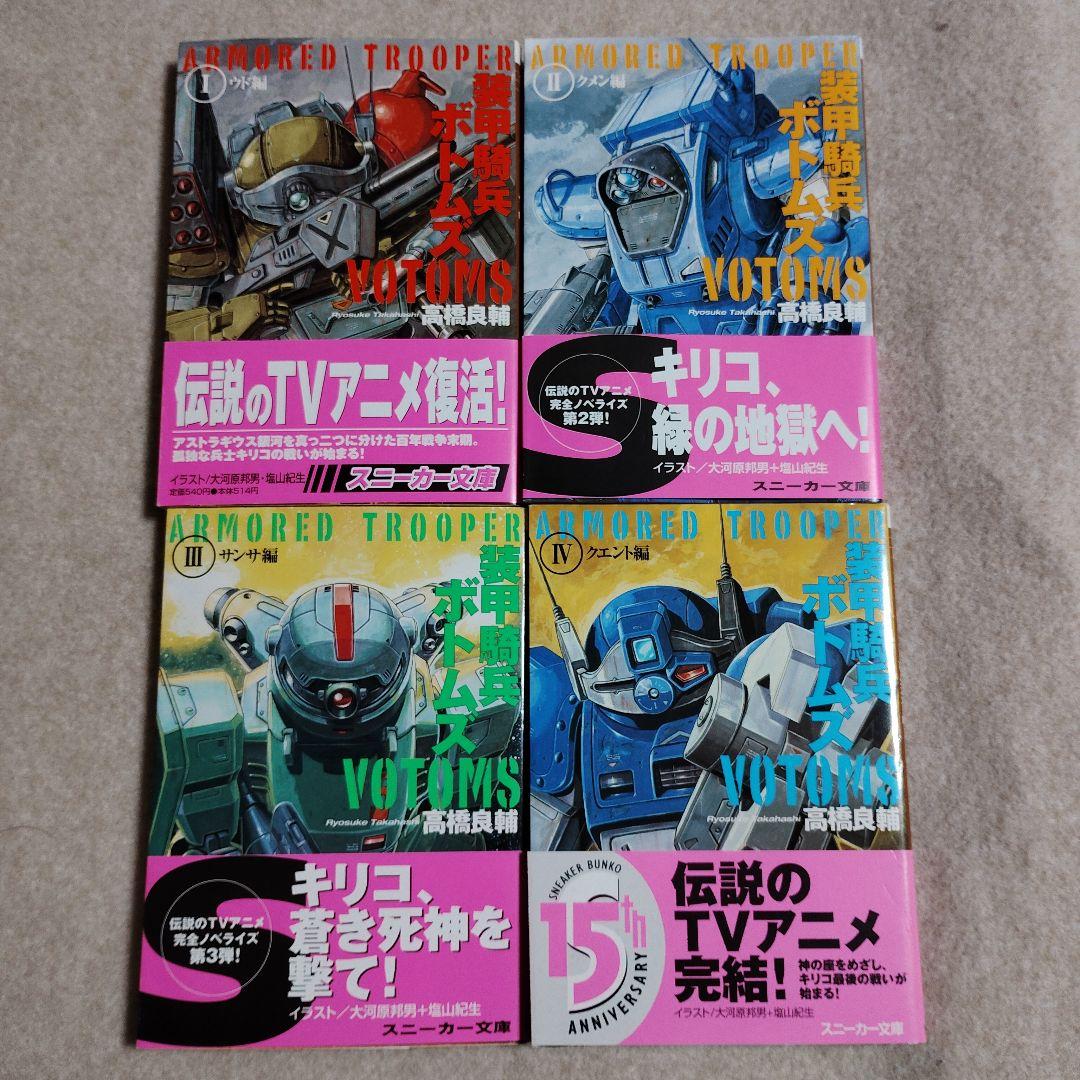 ARMORED TROOPER
I ウド編
装甲騎兵
ボトムズ
VOTOMS
Ryosuke Takahashi 高橋良輔
伝説のTVアニメ復活!
アストラギウス銀河を真っ二つに分けた百年戦争末期。
孤独な兵士キリコの戦いが始まる!
イラスト/大河原邦男・塩山紀生
定価540円●本体514円
スニーカー文庫
ARMORED TROOPER
II クメン編
装甲騎兵
ボトムズ
VOTOMS
Ryosuke Takahashi 高橋良輔
S
伝説のTVアニメ
完全ノベライズ
第2弾!
キリコ、
緑の地獄へ!
イラスト/大河原邦男+塩山紀生
スニーカー文庫
ARMORED TROOPER
III サンサ編
装甲騎兵
ボトムズ
VOTOMS
Ryosuke Takahashi 高橋良輔
S
伝説のTVアニメ
完全ノベライズ
第3弾!
キリコ、
蒼き死神を
撃て!
イラスト/大河原邦男+塩山紀生
スニーカー文庫
ARMORED TROOPER
IV クエント編
装甲騎兵
ボトムズ
VOTOMS
Ryosuke Takahashi 高橋良輔
S
SNEAKER BUNKO
15th
ANNIVERSARY
伝説の
TVアニメ
完結!
神の座をめざし、
キリコ最後の戦いが
始まる!
イラスト/大河原邦男+塩山紀生
スニーカー文庫